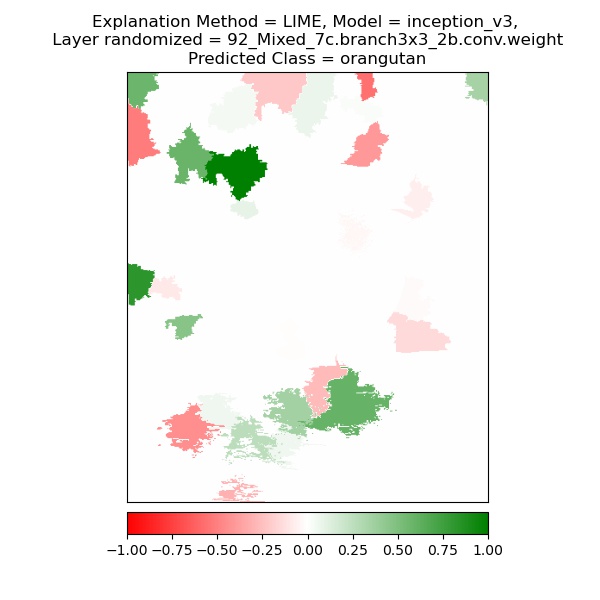 Explanation Method = LIME, Model = inception_v3,
Layer randomized = 92_Mixed_7c.branch3x3_2b.conv.weight
Predicted Class = orangutan
−1.00 −0.75 −0.50 −0.25 0.00 0.25 0.50 0.75 1.00